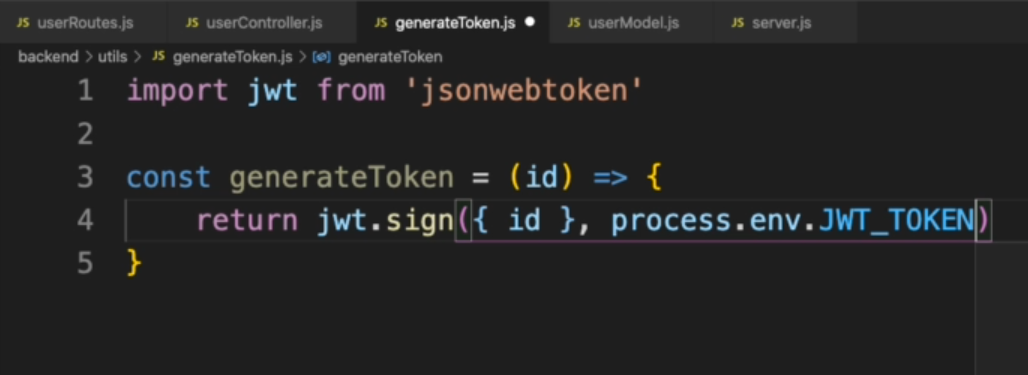 JS userRoutes.js JS userController.js JS generateToken.js JS userModel.js JS server.js
backend > utils > JS generateToken.js > generateToken
1 import jwt from 'jsonwebtoken'
2
3 const generateToken = (id) => {
4 return jwt.sign({ id }, process.env.JWT_TOKEN)
5 }